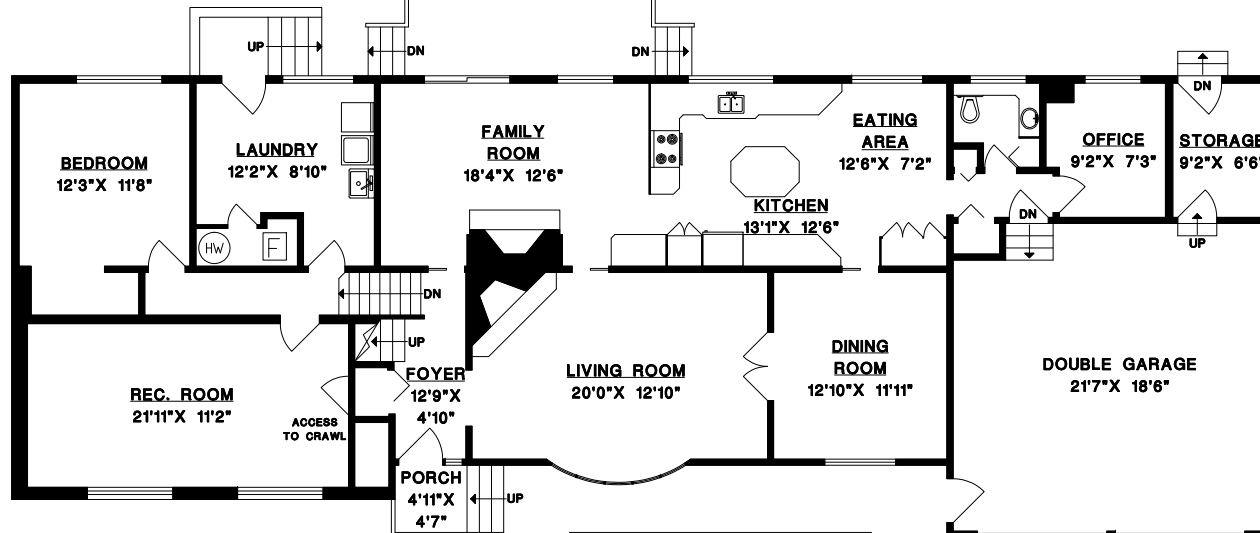 UP
DN
DN
DN
BEDROOM
12'3"X 11'8"
LAUNDRY
12'2"X 8'10"
FAMILY
ROOM
18'4"X 12'6"
EATING
AREA
12'6"X 7'2"
OFFICE
9'2"X 7'3"
STORAGE
9'2"X 6'6"
KITCHEN
13'1"X 12'6"
HW
F
DN
UP
DN
UP
REC. ROOM
21'11"X 11'2"
ACCESS
TO CRAWL
FOYER
12'9"X
4'10"
LIVING ROOM
20'0"X 12'10"
DINING
ROOM
12'10"X 11'11"
DOUBLE GARAGE
21'7"X 18'6"
PORCH
4'11"X
4'7"
UP